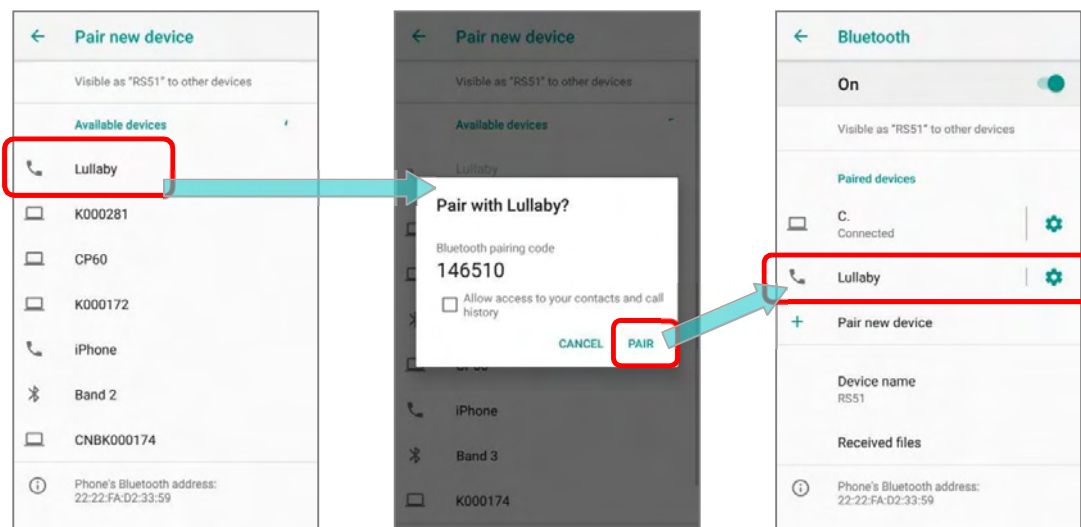 Pair new device
Visible as "RS51" to other devices
Available devices
Lullaby
K000281
CP60
K000172
iPhone
Band 2
CNBK000174
Phone's Bluetooth address:
22:22:FA:D2:33:59
Pair new device
Visible as "RS51" to other devices
Available devices
Lullaby
Pair with Lullaby?
Bluetooth pairing code
146510
Allow access to your contacts and call
history
CANCEL PAIR
iPhone
Band 3
K000174
Bluetooth
On
Visible as "RS51" to other devices
Paired devices
C.
Connected
Lullaby
Pair new device
Device name
RS51
Received files
Phone's Bluetooth address:
22:22:FA:D2:33:59